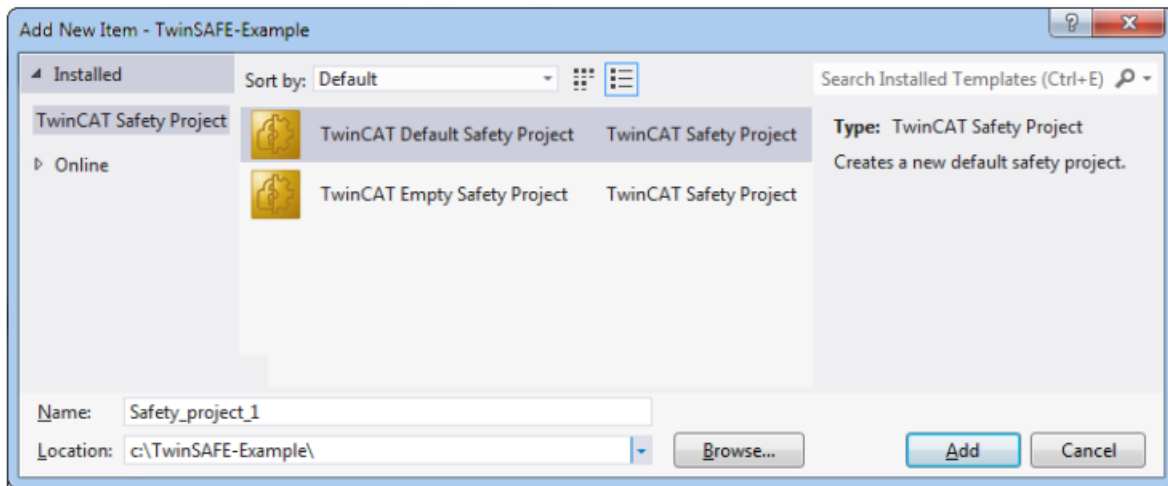 Add New Item - TwinSAFE-Example
Installed
Sort by: Default
Search Installed Templates (Ctrl+E)
TwinCAT Safety Project
Online
TwinCAT Default Safety Project TwinCAT Safety Project
TwinCAT Empty Safety Project TwinCAT Safety Project
Type: TwinCAT Safety Project
Creates a new default safety project.
Name: Safety_project_1
Location: c:\TwinSAFE-Example\
Browse...
Add
Cancel